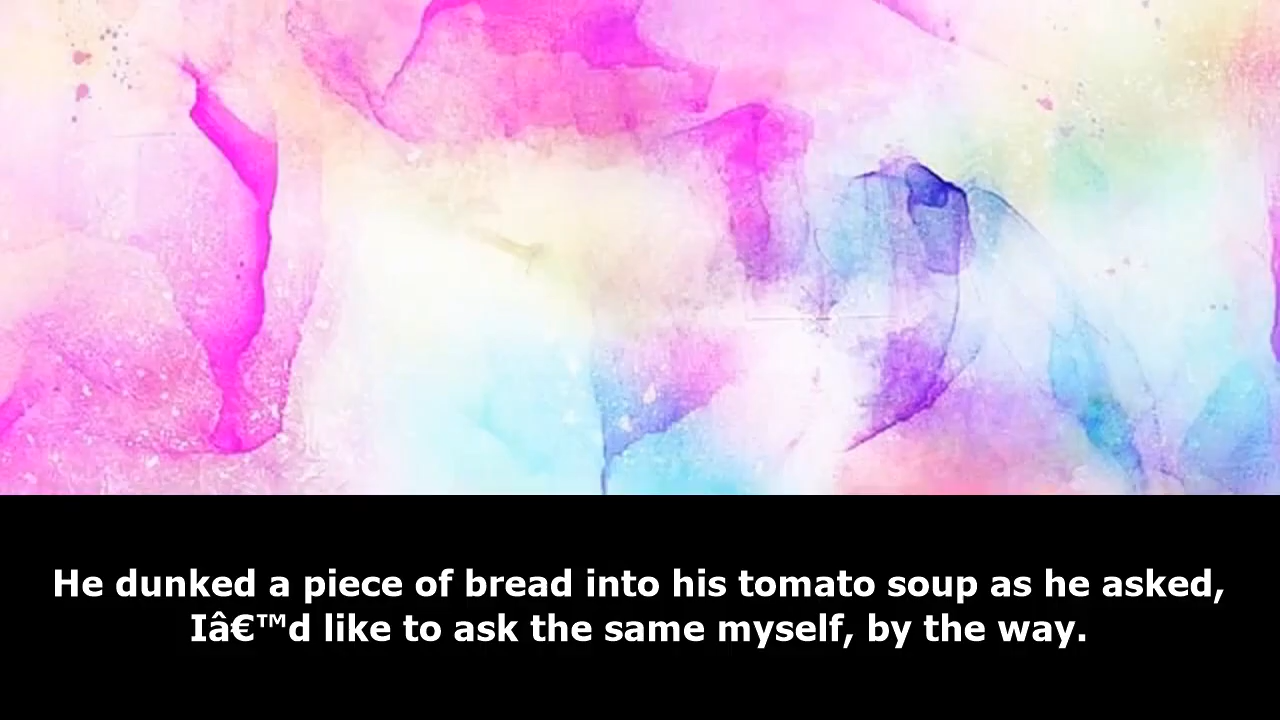 He dunked a piece of bread into his tomato soup as he asked,
Iâ€™d like to ask the same myself, by the way.